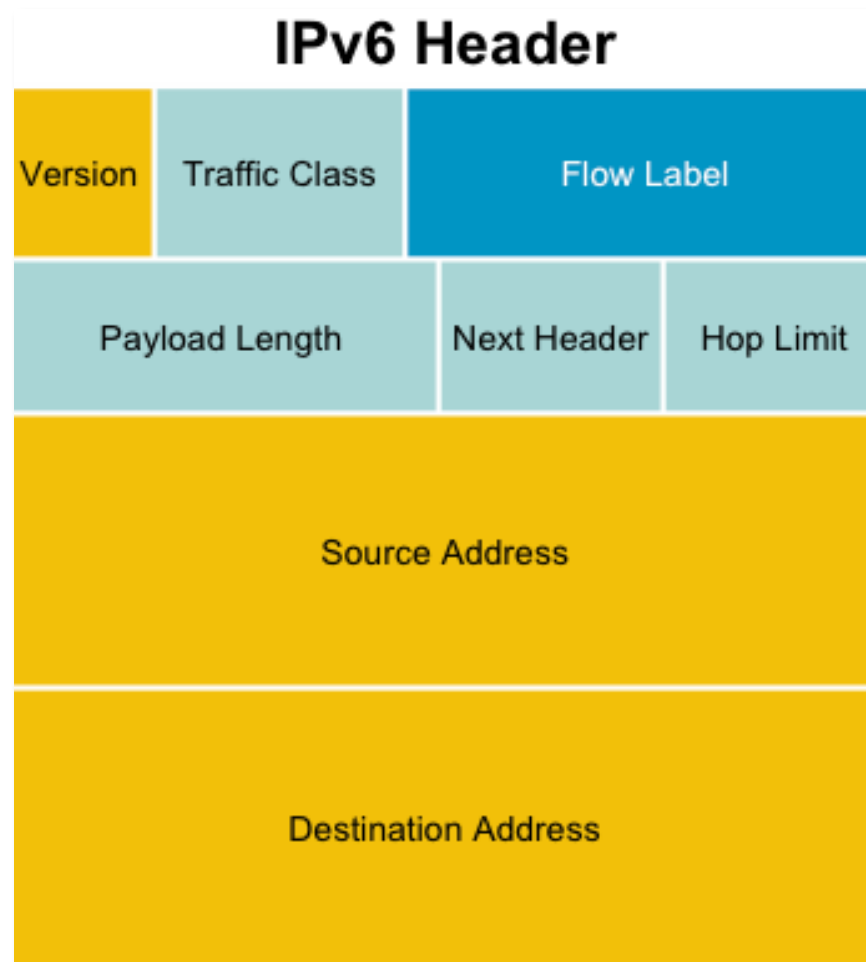 IPv6 Header
Version Traffic Class Flow Label
Payload Length Next Header Hop Limit
Source Address
Destination Address